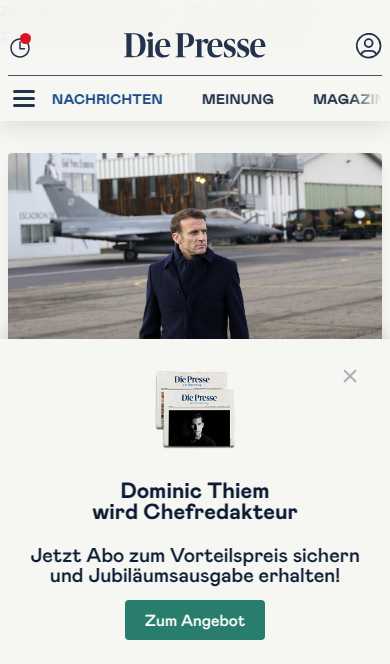 Die Presse
NACHRICHTEN MEINUNG MAGAZIN
Die Presse
Die Presse
Dominic Thiem
wird Chefredakteur
Jetzt Abo zum Vorteilspreis sichern
und Jubiläumsausgabe erhalten!
Zum Angebot